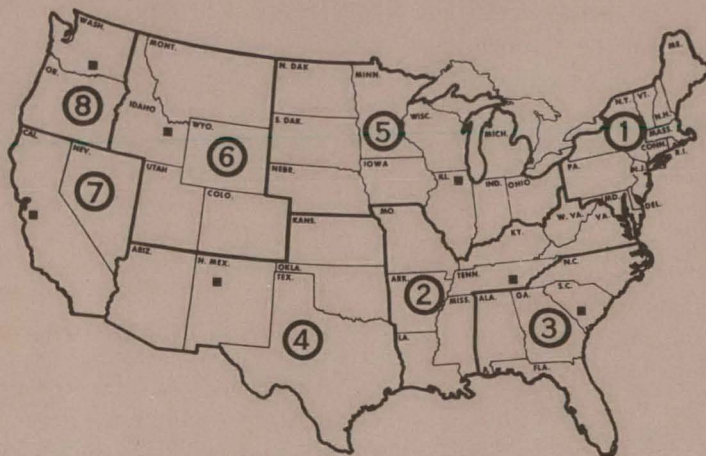 WASH.
ME.
MONT.
N. DAK.
MINN.
OR.
N.Y.
VT.
8
IDAHO
WISC.
N.H.
5
MICH.
1
MASS.
S. DAK.
WYO.
CONN.
CAL.
NEV.
6
R.I.
IOWA
PA.
NEBR.
N.J.
7
UTAH
ILL.
IND.
OHIO
COLO.
MD.
DEL.
W. VA.
VA.
MO.
KANS.
KY.
ARIZ.
N. MEX.
OKLA.
ARK.
TENN.
N.C.
TEX.
2
S.C.
MISS.
ALA.
GA.
3
4
LA.
FLA.